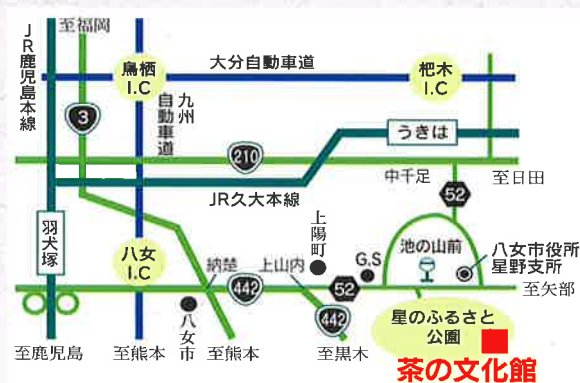 至福岡
JR鹿児島本線
鳥栖
I.C
大分自動車道
杷木
I.C
3
九州
自動車道
うきは
210
中千足
至日田
JR久大本線
52
羽犬塚
八女
I.C
納楚
上山内
上陽町
G.S
池の山前
八女市役所
星野支所
442
52
至矢部
八女市
442
星のふるさと
公園
至鹿児島
至熊本
至熊本
至黒木
茶の文化館